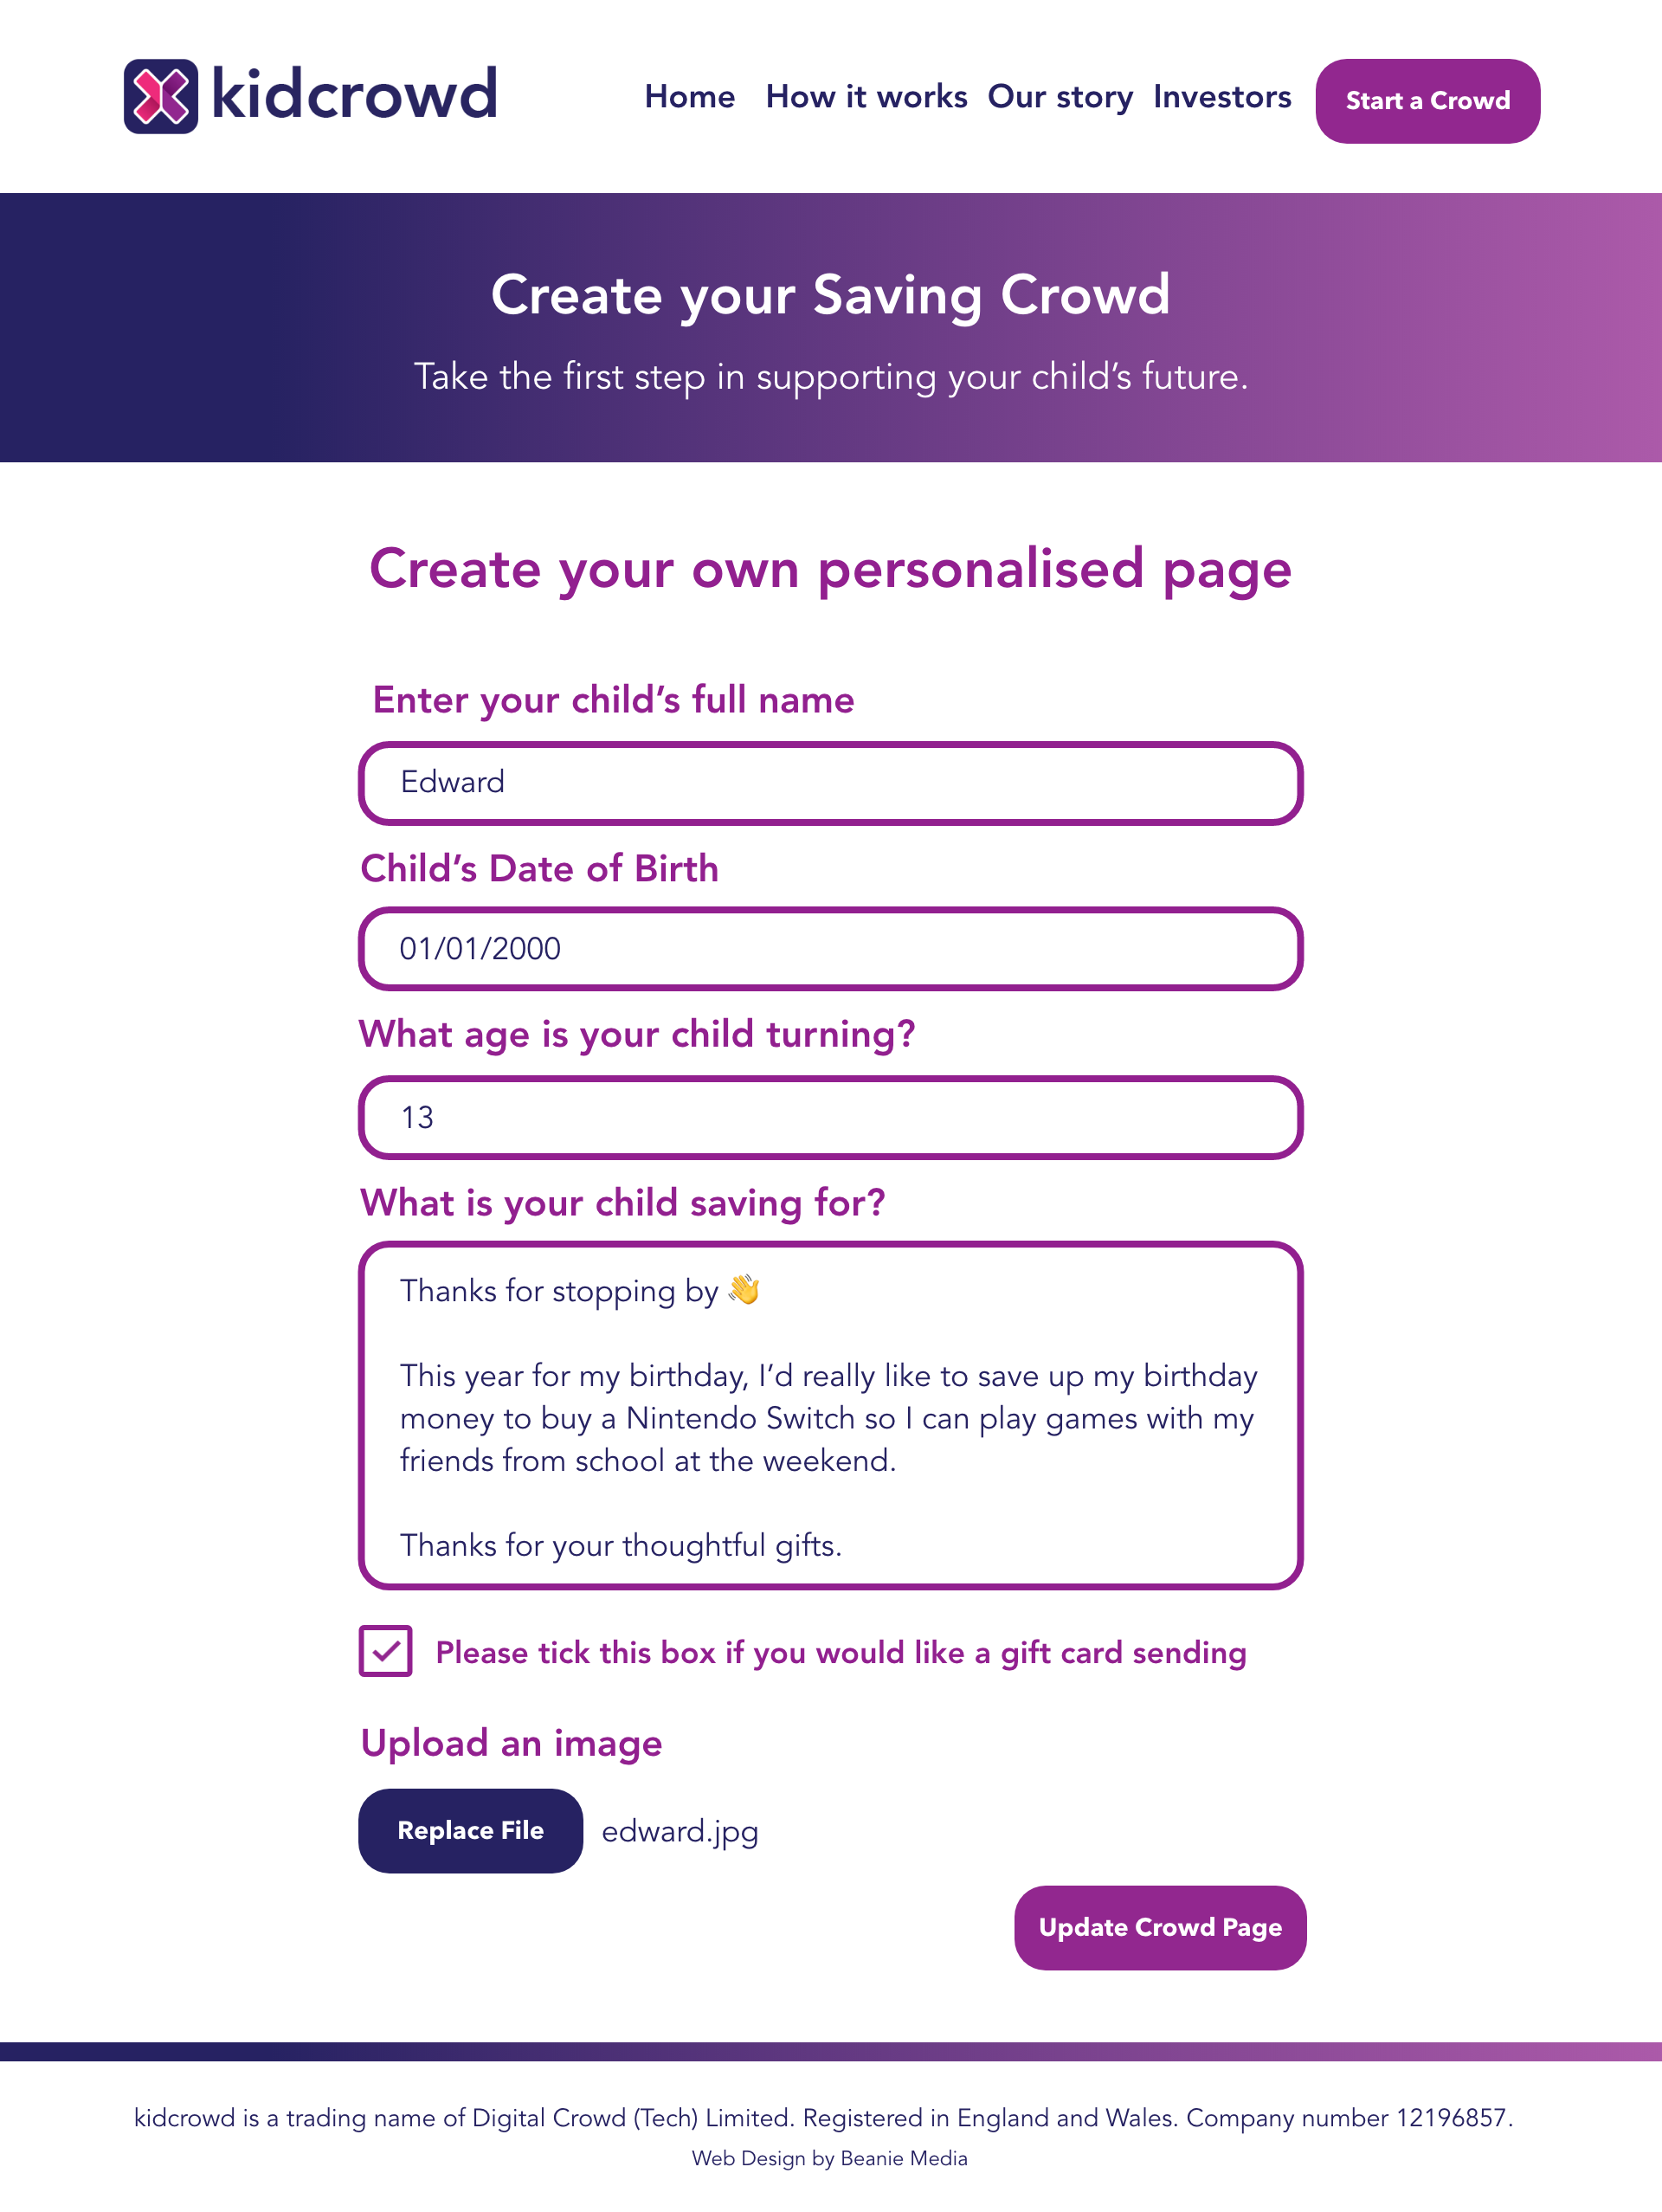 kidcrowd
Home How it works Our story Investors Start a Crowd
Create your Saving Crowd
Take the first step in supporting your child’s future.
Create your own personalised page
Enter your child’s full name
Edward
Child’s Date of Birth
01/01/2000
What age is your child turning?
13
What is your child saving for?
Thanks for stopping by 👋
This year for my birthday, I’d really like to save up my birthday
money to buy a Nintendo Switch so I can play games with my
friends from school at the weekend.
Thanks for your thoughtful gifts.
Please tick this box if you would like a gift card sending
Upload an image
Replace File edward.jpg
Update Crowd Page
kidcrowd is a trading name of Digital Crowd (Tech) Limited. Registered in England and Wales. Company number 12196857.
Web Design by Beanie Media